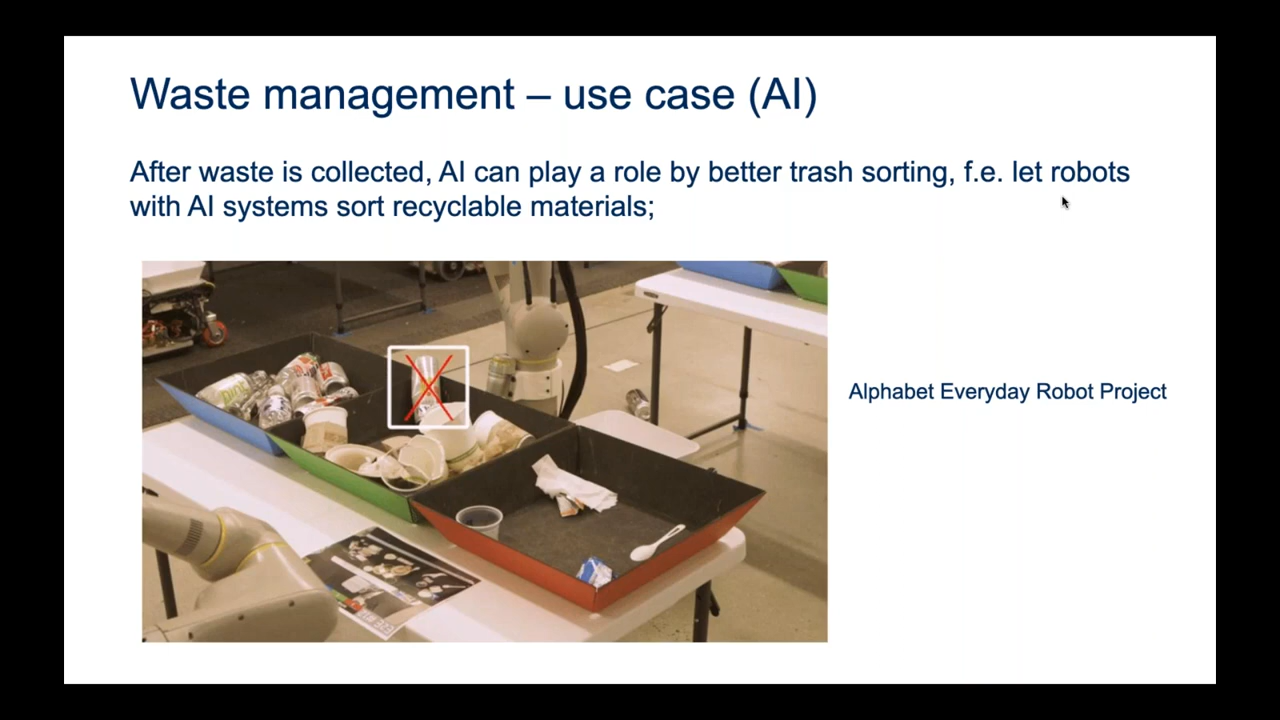 Waste management – use case (AI)
After waste is collected, AI can play a role by better trash sorting, f.e. let robots
with AI systems sort recyclable materials;
Alphabet Everyday Robot Project